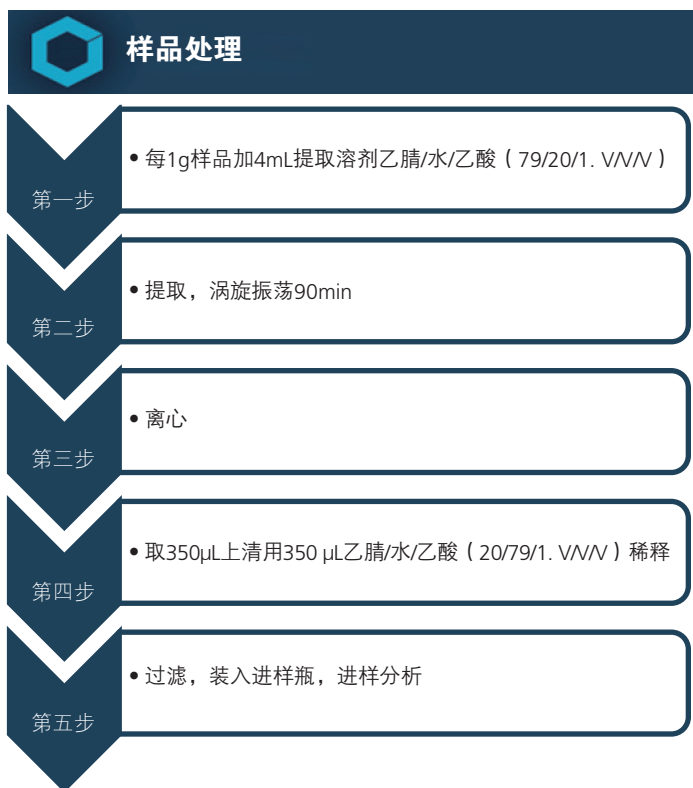 样品处理
• 每1g样品加4mL提取溶剂乙腈/水/乙酸（79/20/1. V/V/V）
第一步
• 提取，涡旋振荡90min
第二步
• 离心
第三步
• 取350μL上清用350 μL乙腈/水/乙酸（20/79/1. V/V/V）稀释
第四步
• 过滤，装入进样瓶，进样分析
第五步